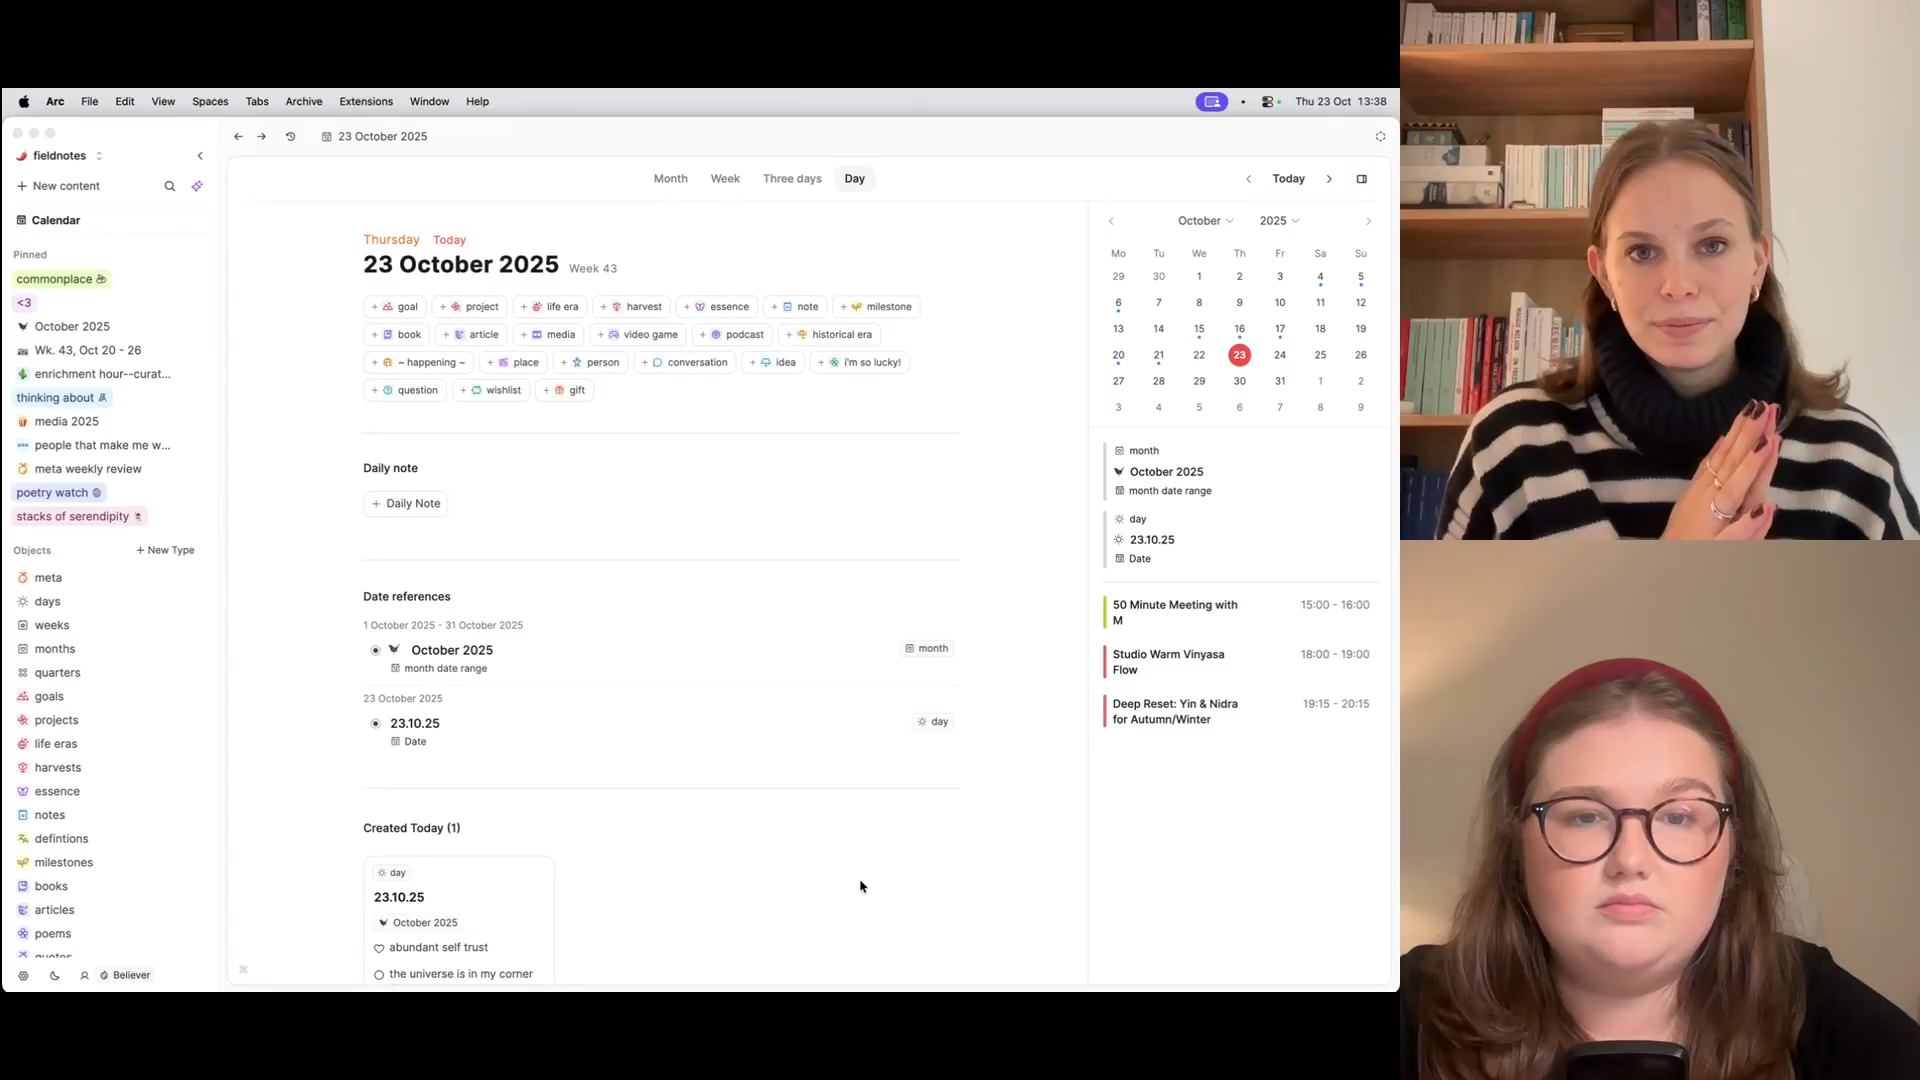 Arc File Edit View Spaces Tabs Archive Extensions Window Help
Thu 23 Oct 13:38
fieldnotes
New content
Calendar
Pinned
commonplace
<3
October 2025
Wk. 43, Oct 20 - 26
enrichment hour--curat...
thinking about
media 2025
people that make me w...
meta weekly review
poetry watch
stacks of serendipity
Objects
+ New Type
meta
days
weeks
months
quarters
goals
projects
life eras
harvests
essence
notes
defintions
milestones
books
articles
poems
quotes
Believer
23 October 2025
Month Week Three days Day
Today
Thursday Today
23 October 2025 Week 43
+ goal + project + life era + harvest + essence + note + milestone
+ book + article + media + video game + podcast + historical era
+ ~ happening ~ + place + person + conversation + idea + i'm so lucky!
+ question + wishlist + gift
Daily note
+ Daily Note
Date references
1 October 2025 - 31 October 2025
October 2025
month
month date range
23 October 2025
23.10.25
day
Date
Created Today (1)
day
23.10.25
October 2025
abundant self trust
the universe is in my corner
October 2025
Mo Tu We Th Fr Sa Su
29 30 1 2 3 4 5
6 7 8 9 10 11 12
13 14 15 16 17 18 19
20 21 22 23 24 25 26
27 28 29 30 31 1 2
3 4 5 6 7 8 9
month
October 2025
month date range
day
23.10.25
Date
50 Minute Meeting with M
15:00 - 16:00
Studio Warm Vinyasa Flow
18:00 - 19:00
Deep Reset: Yin & Nidra for Autumn/Winter
19:15 - 20:15